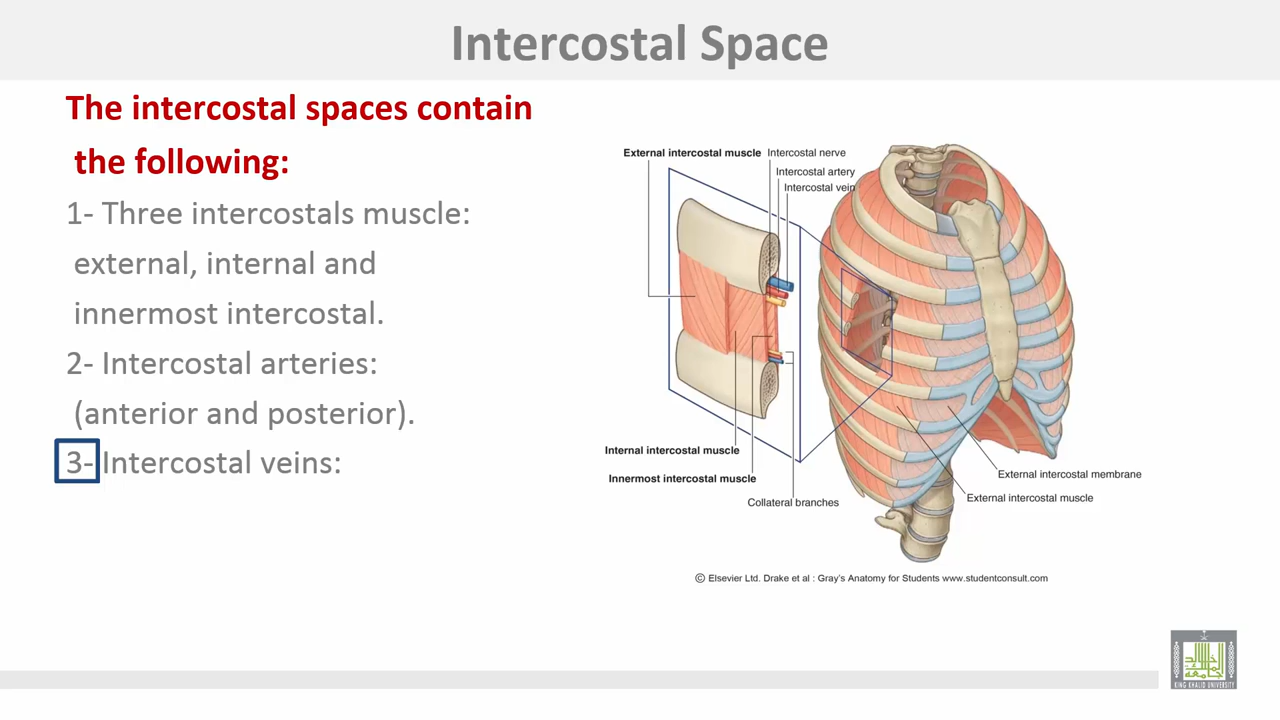 Intercostal Space
The intercostal spaces contain
the following:
1- Three intercostals muscle:
external, internal and
innermost intercostal.
2- Intercostal arteries:
(anterior and posterior).
3- Intercostal veins:
External intercostal muscle
Intercostal nerve
Intercostal artery
Intercostal vein
Internal intercostal muscle
Innermost intercostal muscle
Collateral branches
External intercostal membrane
External intercostal muscle
© Elsevier Ltd. Drake et al : Gray's Anatomy for Students www.studentconsult.com
KING KHALID UNIVERSITY